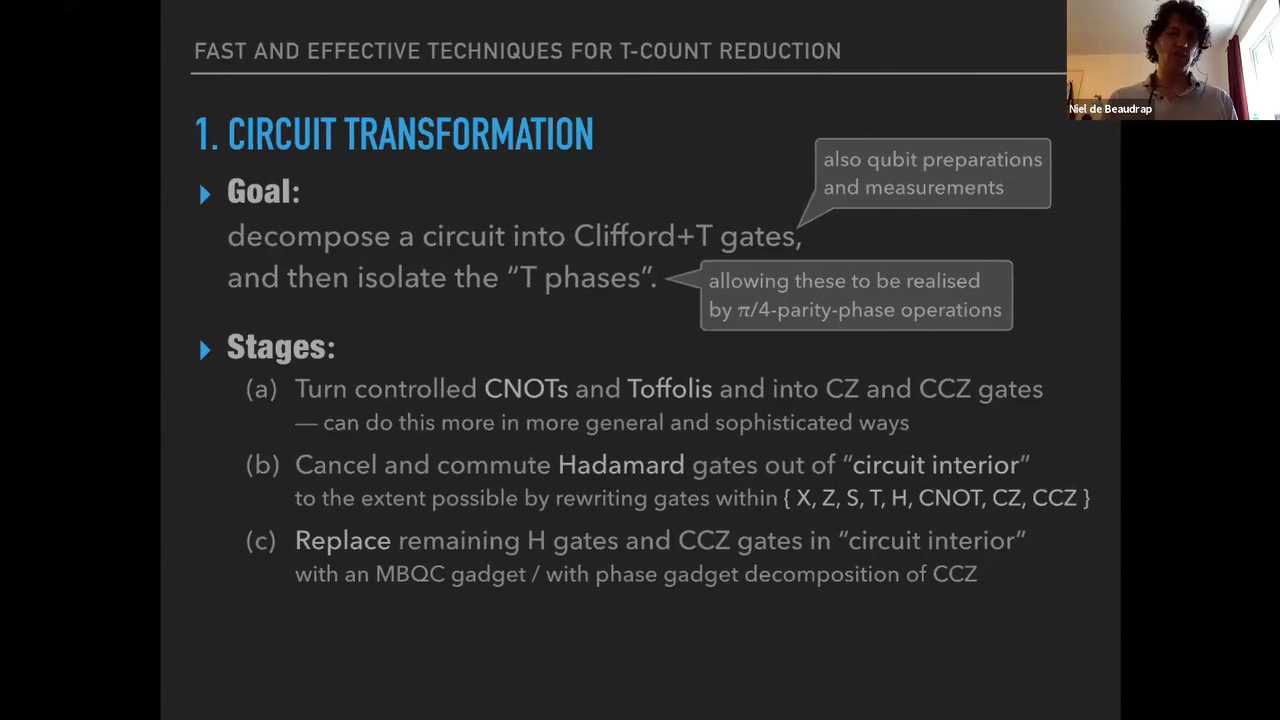 FAST AND EFFECTIVE TECHNIQUES FOR T-COUNT REDUCTION
Niel de Beaudrap
1. CIRCUIT TRANSFORMATION
also qubit preparations
and measurements
Goal:
decompose a circuit into Clifford+T gates,
and then isolate the “T phases”.
allowing these to be realised
by π/4-parity-phase operations
Stages:
(a) Turn controlled CNOTs and Toffolis and into CZ and CCZ gates
— can do this more in more general and sophisticated ways
(b) Cancel and commute Hadamard gates out of “circuit interior”
to the extent possible by rewriting gates within { X, Z, S, T, H, CNOT, CZ, CCZ }
(c) Replace remaining H gates and CCZ gates in “circuit interior”
with an MBQC gadget / with phase gadget decomposition of CCZ